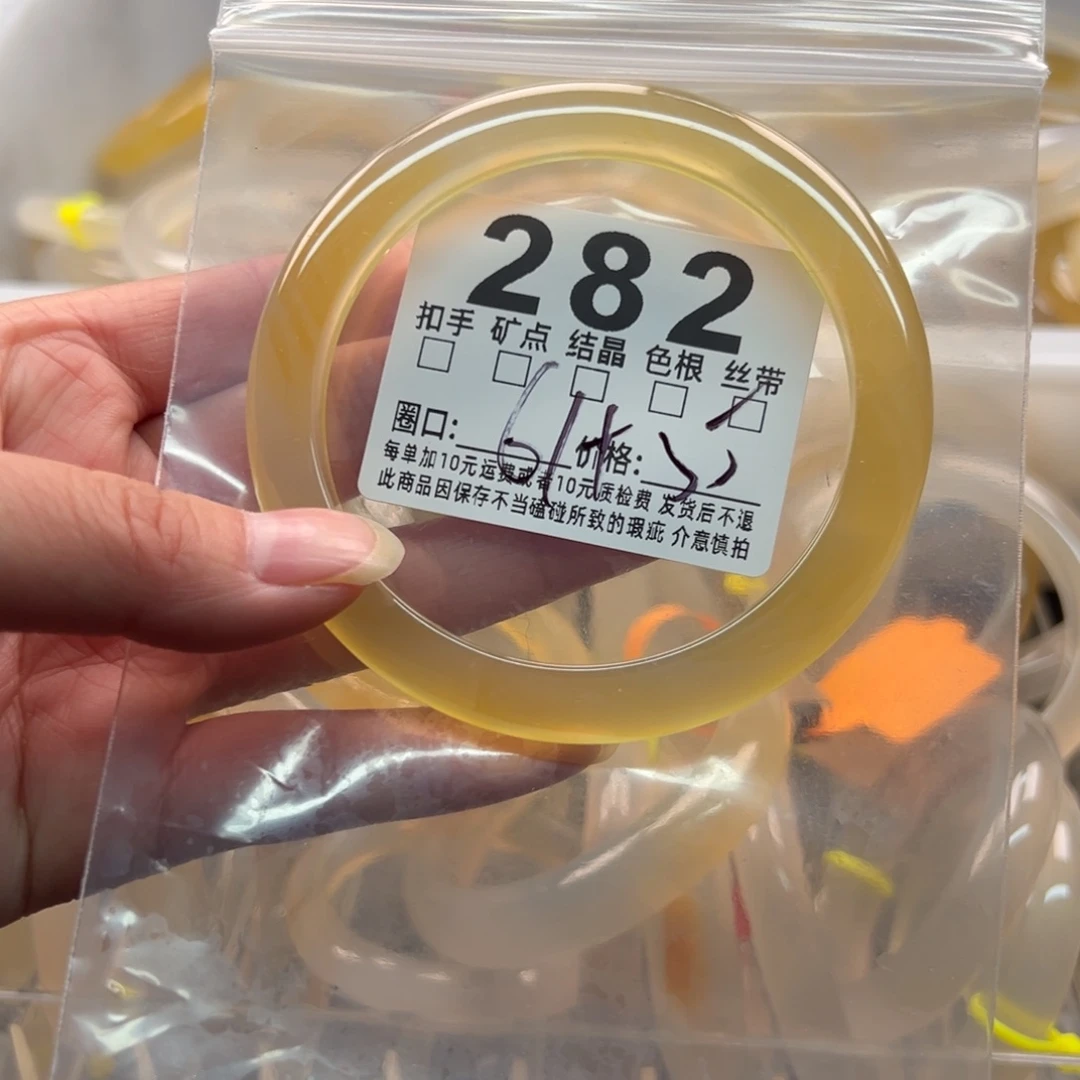 282
扣手 矿点 结晶 色根 丝带
圈口: 价格:
每单加10元运费或者10元质检费 发货后不退
此商品因保存不当磕碰所致的瑕疵 介意慎拍